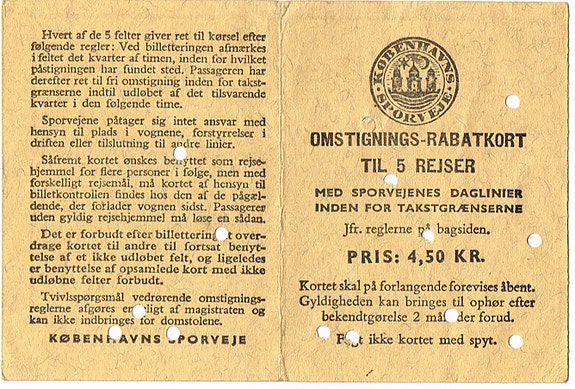 Hvert af de 5 felter giver ret til kørsel efter
følgende regler: Ved billetteringen afmærkes
i feltet det kvarter af timen, inden for hvilket
påstigningen har fundet sted. Passageren har
derefter ret til fri omstigning inden for takst-
grænserne indtil udløbet af det tilsvarende
kvarter i den følgende time.
Sporvejene påtager sig intet ansvar med
hensyn til plads i vognene, forstyrrelser i
driften eller tilslutning til andre linier.
Såfremt kortet ønskes benyttet som rejse-
hjemmel for flere personer i følge, men med
forskelligt rejsemål, må kortet af hensyn til
billetkontrollen findes hos den af de pågæl-
dende, der forlader vognen sidst. Passagerer
uden gyldig rejsehjemmel må løse en sådan.
Det er forbudt efter billettering at over-
drage kortet til andre til fortsat benyt-
telse af et ikke udløbet felt, og ligeledes
er benyttelse af opsamlede kort med ikke
udløbne felter forbudt.
Tvivlsspørgsmål vedrørende omstignings-
reglerne afgøres endeligt af magistraten og
kan ikke indbringes for domstolene.
KØBENHAVNS SPORVEJE
KØBENHAVNS
SPORVEJE
OMSTIGNINGS-RABATKORT
TIL 5 REJSER
MED SPORVEJENES DAGLINIER
INDEN FOR TAKSTGRÆNSERNE
Jfr. reglerne på bagsiden.
PRIS: 4,50 KR.
Kortet skal på forlangende forevises åbent.
Gyldigheden kan bringes til ophør efter
bekendtgørelse 2 måneder forud.
Fugt ikke kortet med spyt.